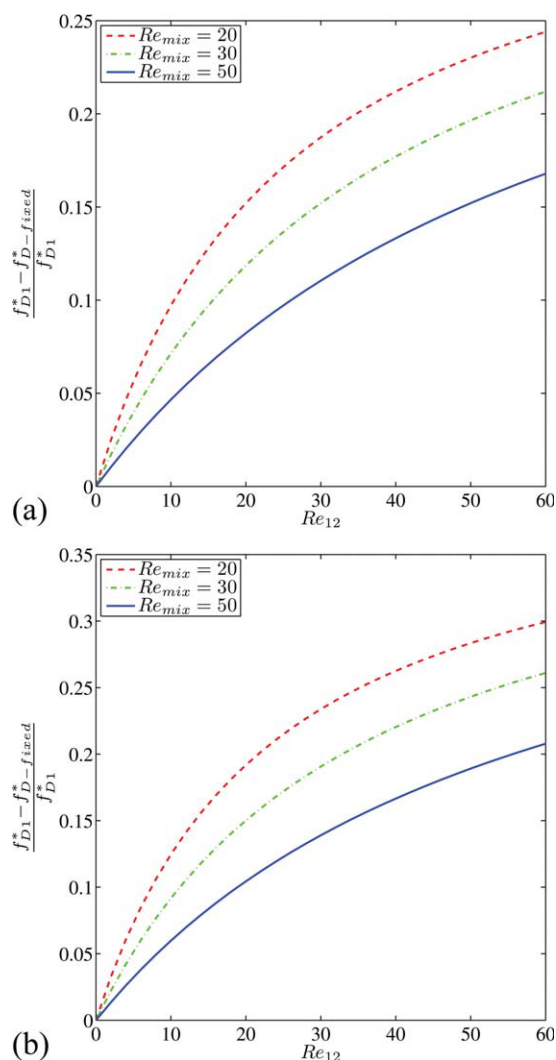 0.25
Re_mix = 20
Re_mix = 30
Re_mix = 50
0.2
0.15
0.1
0.05
0
f*_D1 − f*_D−fixed
f*_D1
0 10 20 30 40 50 60
Re_12
(a)
0.35
Re_mix = 20
Re_mix = 30
Re_mix = 50
0.3
0.25
0.2
0.15
0.1
0.05
0
f*_D1 − f*_D−fixed
f*_D1
0 10 20 30 40 50 60
Re_12
(b)